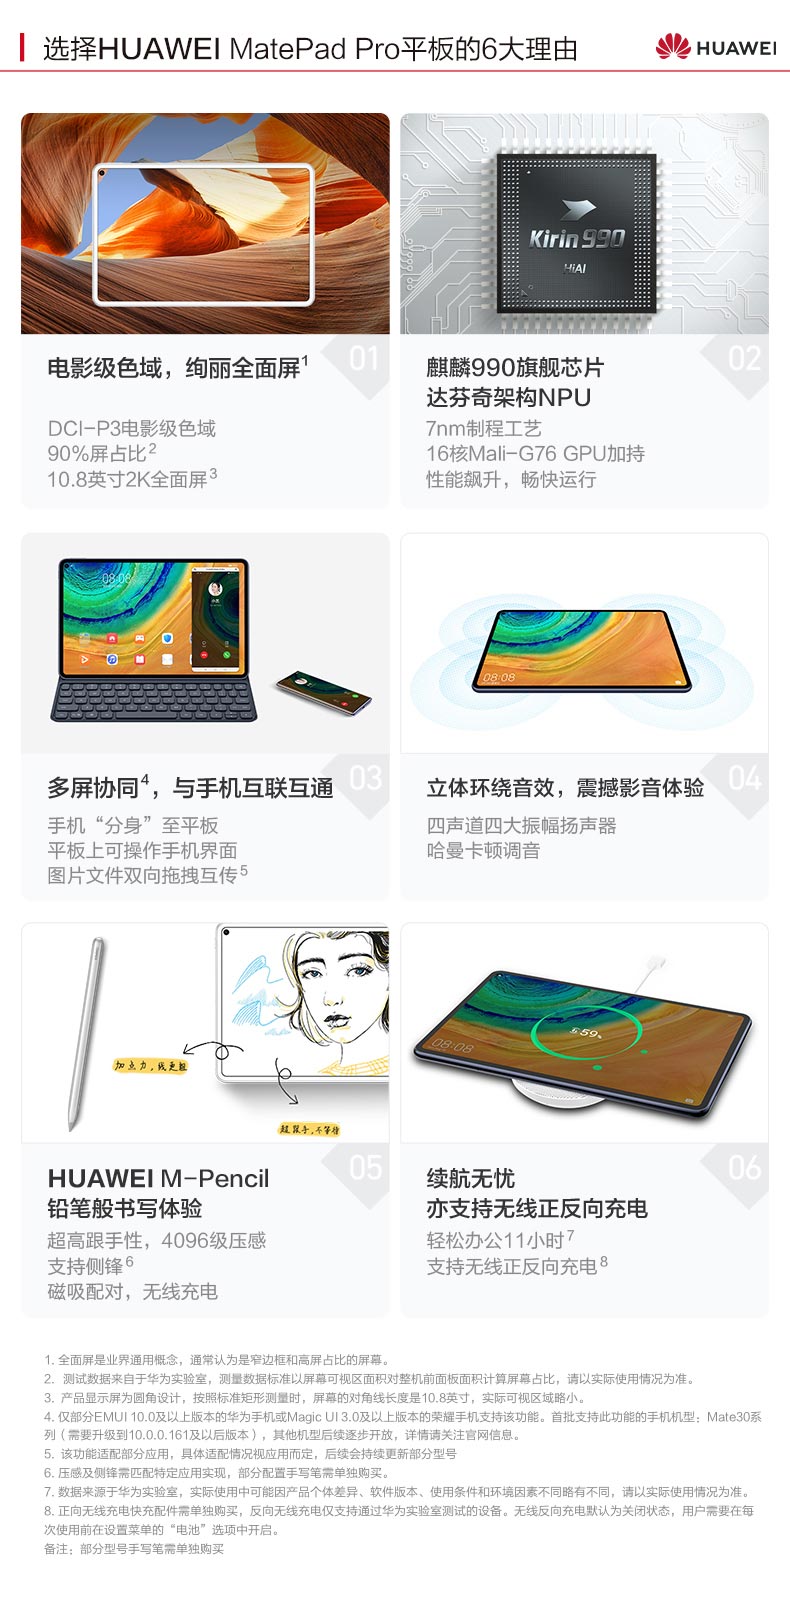 选择HUAWEI MatePad Pro平板的6大理由
HUAWEI
Kirin 990
HiAI
电影级色域，绚丽全面屏1
01
DCI-P3电影级色域
90%屏占比2
10.8英寸2K全面屏3
麒麟990旗舰芯片
达芬奇架构NPU
02
7nm制程工艺
16核Mali-G76 GPU加持
性能飙升，畅快运行
08:08
08:08
多屏协同4，与手机互联互通
03
手机“分身”至平板
平板上可操作手机界面
图片文件双向拖拽互传5
立体环绕音效，震撼影音体验
04
四声道四大振幅扬声器
哈曼卡顿调音
加点力，线更粗
超跟手，不等待
59%
08:08
HUAWEI M-Pencil
铅笔般书写体验
05
超高跟手性，4096级压感
支持侧锋6
磁吸配对，无线充电
续航无忧
亦支持无线正反向充电
06
轻松办公11小时7
支持无线正反向充电8
1. 全面屏是业界通用概念，通常认为是窄边框和高屏占比的屏幕。
2. 测试数据来自于华为实验室，测量数据标准以屏幕可视区面积对整机前面板面积计算屏幕占比，请以实际使用情况为准。
3. 产品显示屏为圆角设计，按照标准矩形测量时，屏幕的对角线长度是10.8英寸，实际可视区域略小。
4. 仅部分EMUI 10.0及以上版本的华为手机或Magic UI 3.0及以上版本的荣耀手机支持该功能。首批支持此功能的手机机型：Mate30系
列（需要升级到10.0.0.161及以后版本），其他机型后续逐步开放，详情请关注官网信息。
5. 该功能适配部分应用，具体适配情况视应用而定，后续会持续更新部分型号
6. 压感及侧锋需匹配特定应用实现，部分配置手写笔需单独购买。
7. 数据来源于华为实验室，实际使用中可能因产品个体差异、软件版本、使用条件和环境因素不同略有不同，请以实际使用情况为准。
8. 正向无线充电快充配件需单独购买，反向无线充电仅支持通过华为实验室测试的设备。无线反向充电默认为关闭状态，用户需要在每
次使用前在设置菜单的“电池”选项中开启。
备注：部分型号手写笔需单独购买